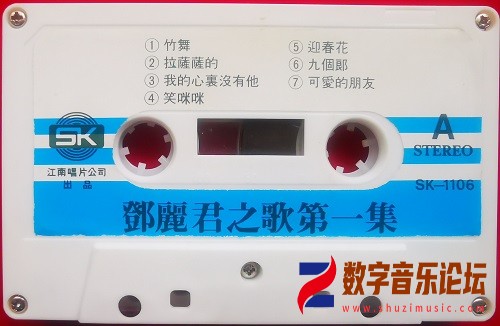 ① 竹舞
② 拉薩薩的
③ 我的心裏沒有他
④ 笑咪咪
⑤ 迎春花
⑥ 九個郎
⑦ 可愛的朋友
SK
江南唱片公司
出品
A
STEREO
SK—1106
鄧麗君之歌第一集
数字音乐论坛
www.shuzimusic.com